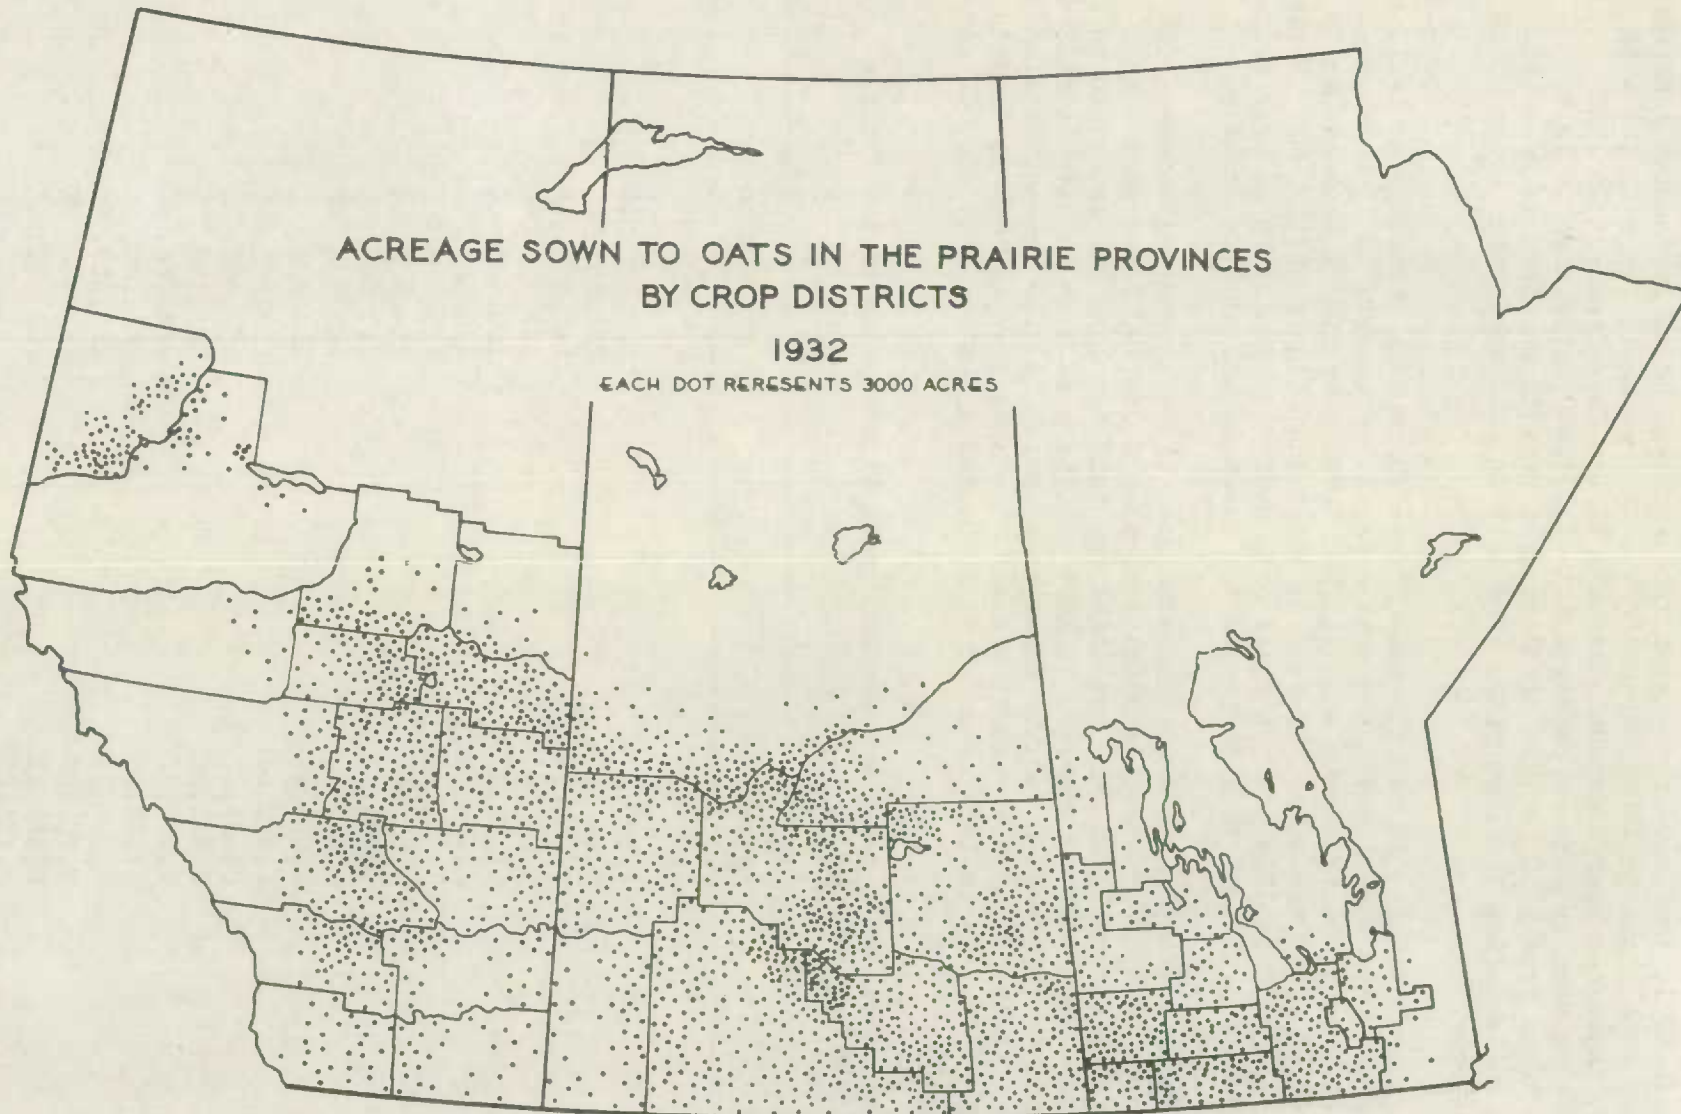 ACREAGE SOWN TO OATS IN THE PRAIRIE PROVINCES
BY CROP DISTRICTS
1932
EACH DOT RERESENTS 3000 ACRES